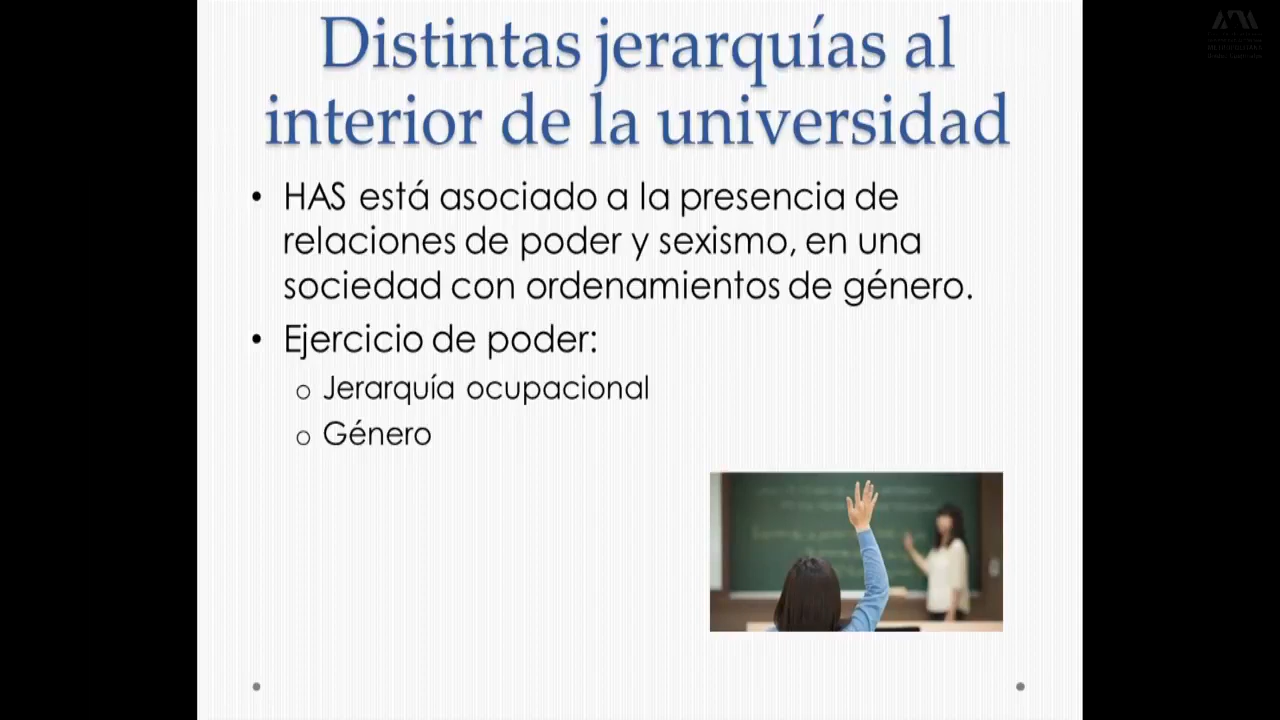 Distintas jerarquías al
interior de la universidad
• HAS está asociado a la presencia de
relaciones de poder y sexismo, en una
sociedad con ordenamientos de género.
• Ejercicio de poder:
o Jerarquía ocupacional
o Género
METROPOLITANA